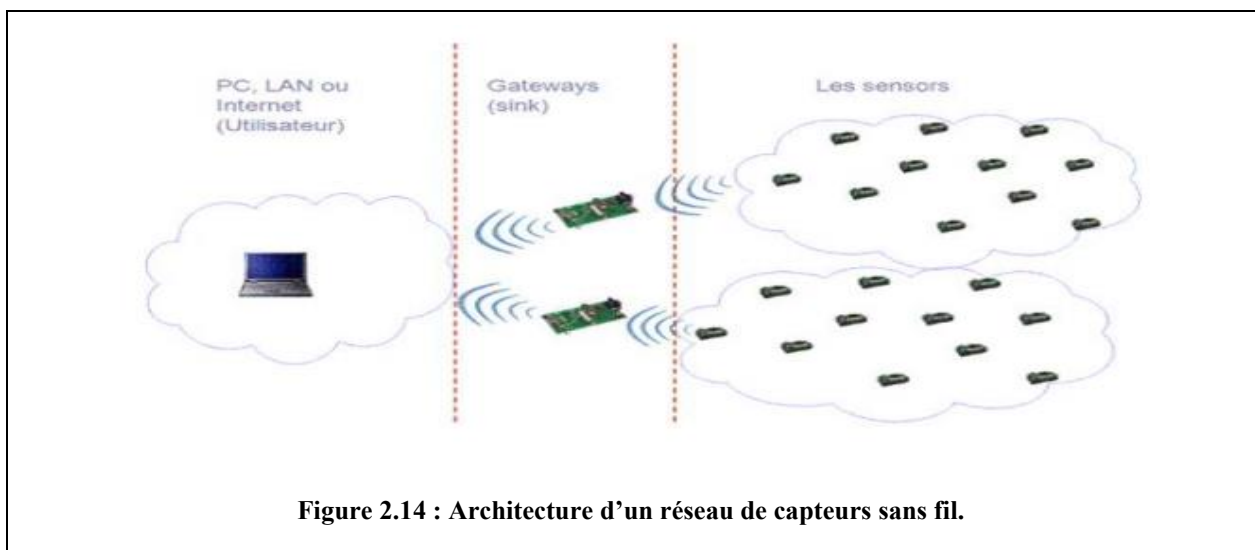 PC, LAN ou
Internet
(Utilisateur)
Gateways
(sink)
Les sensors
Figure 2.14 : Architecture d’un réseau de capteurs sans fil.